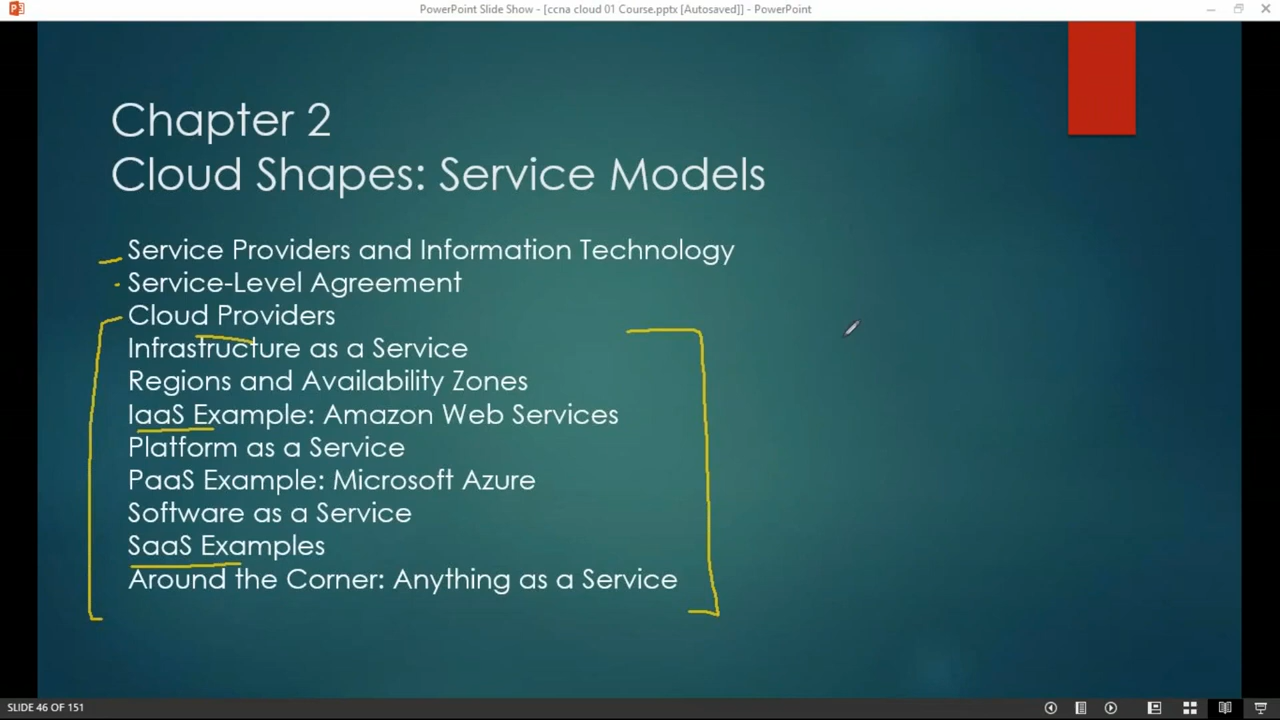 PowerPoint Slide Show - [ccna cloud 01 Course.pptx [Autosaved]] - PowerPoint
Chapter 2
Cloud Shapes: Service Models
Service Providers and Information Technology
Service-Level Agreement
Cloud Providers
Infrastructure as a Service
Regions and Availability Zones
IaaS Example: Amazon Web Services
Platform as a Service
PaaS Example: Microsoft Azure
Software as a Service
SaaS Examples
Around the Corner: Anything as a Service
SLIDE 46 OF 151